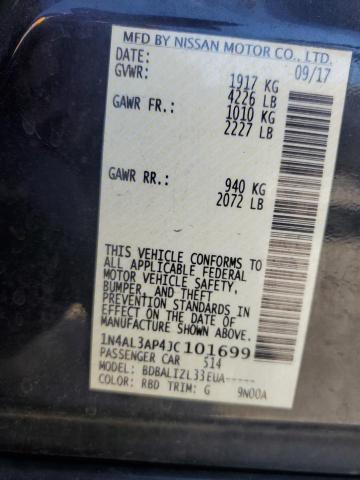 MFD BY NISSAN MOTOR CO., LTD.
DATE: 09/17
GVWR: 1917 KG
4226 LB
GAWR FR.: 1010 KG
2227 LB
GAWR RR.: 940 KG
2072 LB
THIS VEHICLE CONFORMS TO
ALL APPLICABLE FEDERAL
MOTOR VEHICLE SAFETY,
BUMPER, AND THEFT
PREVENTION STANDARDS IN
EFFECT ON THE DATE OF
MANUFACTURE SHOWN ABOVE.
1N4AL3AP4JC101699
PASSENGER CAR 514
MODEL: BDBALIZL33EUA-----
COLOR: RBD TRIM: G 9N00A